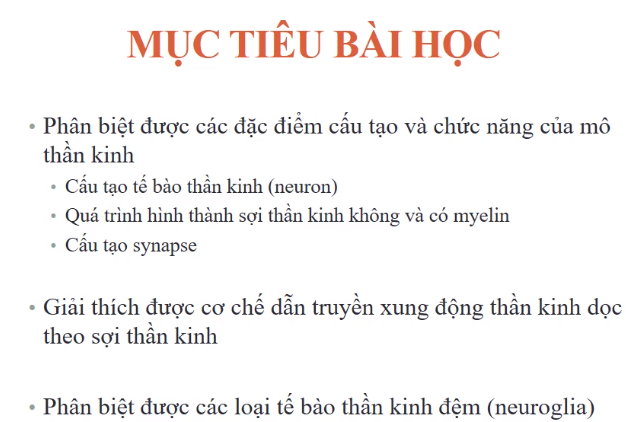 MỤC TIÊU BÀI HỌC
• Phân biệt được các đặc điểm cấu tạo và chức năng của mô
thần kinh
• Cấu tạo tế bào thần kinh (neuron)
• Quá trình hình thành sợi thần kinh không và có myelin
• Cấu tạo synapse
• Giải thích được cơ chế dẫn truyền xung động thần kinh dọc
theo sợi thần kinh
• Phân biệt được các loại tế bào thần kinh đệm (neuroglia)